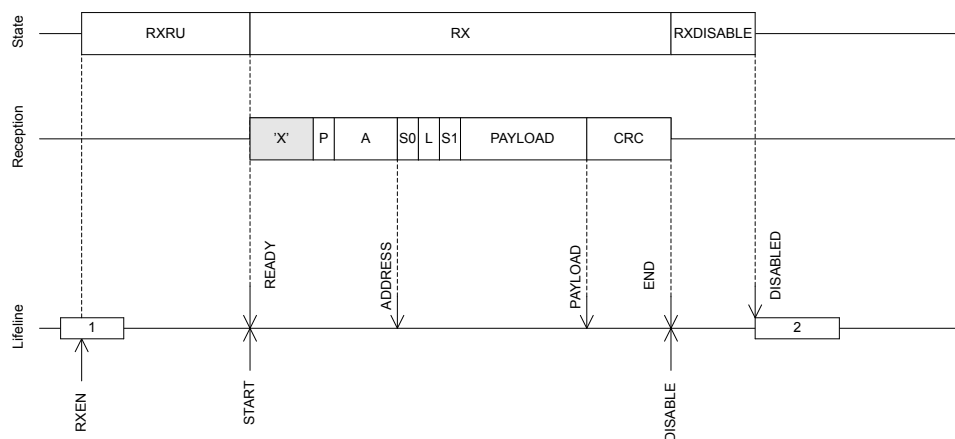 State
RXRU
RX
RXDISABLE
Reception
'X'
P
A
S0
L
S1
PAYLOAD
CRC
READY
ADDRESS
PAYLOAD
END
DISABLED
Lifeline
1
2
RXEN
START
DISABLE